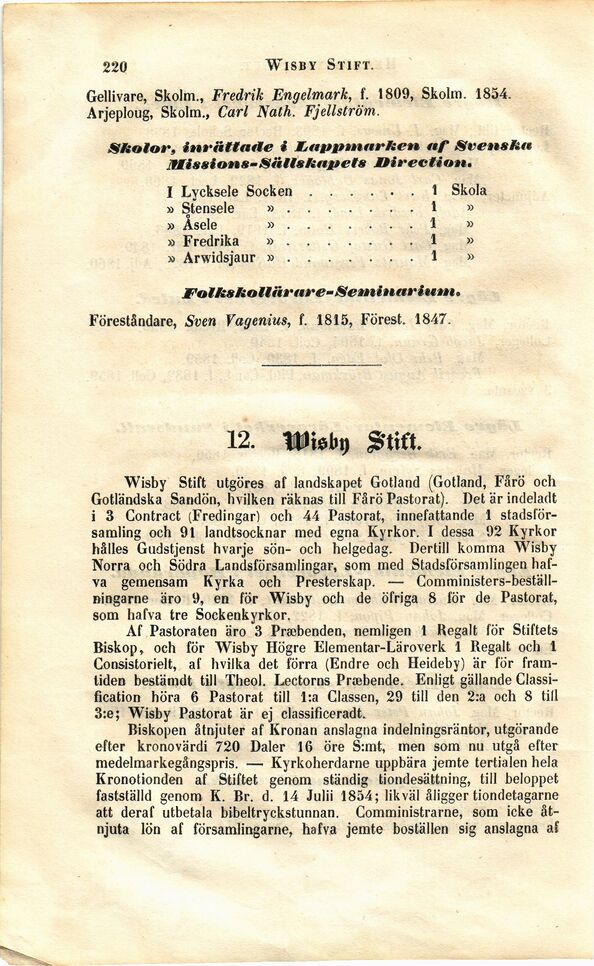 220 WISBY STIFT.
Gellivare, Skolm., Fredrik Engelmark, f. 1809, Skolm. 1854.
Arjeploug, Skolm., Carl Nath. Fjellström.
Skolor, inrättade i Lappmarken af Svenska
Missions-Sällskapets Direction.
I Lycksele Socken . . . . . . 1 Skola
» Stensele » . . . . . . . 1 »
» Åsele » . . . . . . . 1 »
» Fredrika » . . . . . . . 1 »
» Arwidsjaur » . . . . . . . 1 »
Folkskollärare-Seminarium.
Föreståndare, Sven Vagenius, f. 1815, Förest. 1847.
12. Wisby Stift.
Wisby Stift utgöres af landskapet Gotland (Gotland, Fårö och
Gotländska Sandön, hvilken räknas till Fårö Pastorat). Det är indeladt
i 3 Contract (Fredingar) och 44 Pastorat, innefattande 1 stadsför-
samling och 91 landtsocknar med egna Kyrkor. I dessa 92 Kyrkor
hålles Gudstjenst hvarje sön- och helgedag. Dertill komma Wisby
Norra och Södra Landsförsamlingar, som med Stadsförsamlingen haf-
va gemensam Kyrka och Presterskap. — Comministers-beställ-
ningarne äro 9, en för Wisby och de öfriga 8 för de Pastorat,
som hafva tre Sockenkyrkor.
Af Pastoraten äro 3 Præbenden, nemligen 1 Regalt för Stiftets
Biskop, och för Wisby Högre Elementar-Läroverk 1 Regalt och 1
Consistorielt, af hvilka det förra (Endre och Heideby) är för fram-
tiden bestämdt till Theol. Lectorns Præbende. Enligt gällande Classi-
fication höra 6 Pastorat till 1:a Classen, 29 till den 2:a och 8 till
3:e; Wisby Pastorat är ej classificeradt.
Biskopen åtnjuter af Kronan anslagna indelningsräntor, utgörande
efter kronovärdi 720 Daler 16 öre S:mt, men som nu utgå efter
medelmarkegångspris. — Kyrkoherdarne uppbära jemte tertialen hela
Kronotionden af Stiftet genom ständig tiondesättning, till beloppet
fastställd genom K. Br. d. 14 Julii 1854; likväl åligger tiondetagarne
att deraf utbetala bibeltryckstunnan. Comministrarne, som icke åt-
njuta lön af församlingarne, hafva jemte boställen sig anslagna af